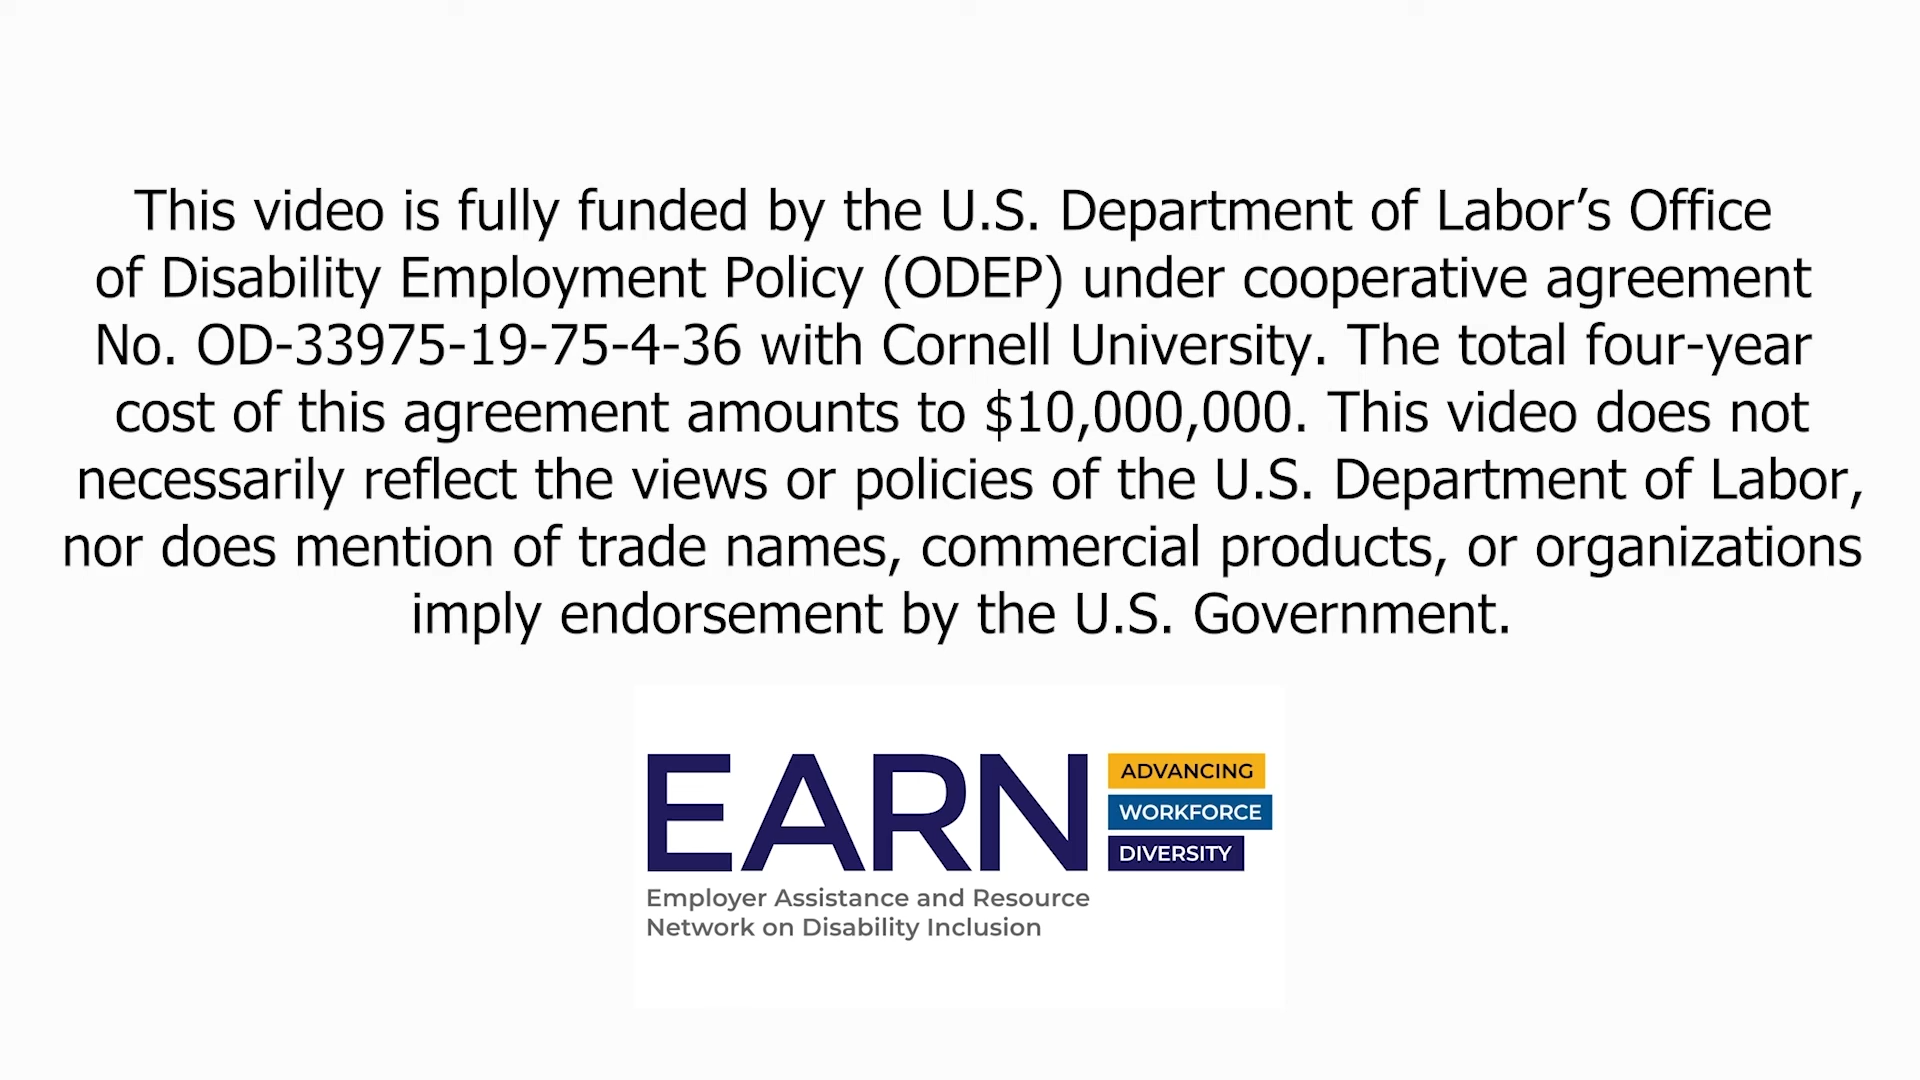 This video is fully funded by the U.S. Department of Labor’s Office
of Disability Employment Policy (ODEP) under cooperative agreement
No. OD-33975-19-75-4-36 with Cornell University. The total four-year
cost of this agreement amounts to $10,000,000. This video does not
necessarily reflect the views or policies of the U.S. Department of Labor,
nor does mention of trade names, commercial products, or organizations
imply endorsement by the U.S. Government.
EARN
ADVANCING
WORKFORCE
DIVERSITY
Employer Assistance and Resource
Network on Disability Inclusion